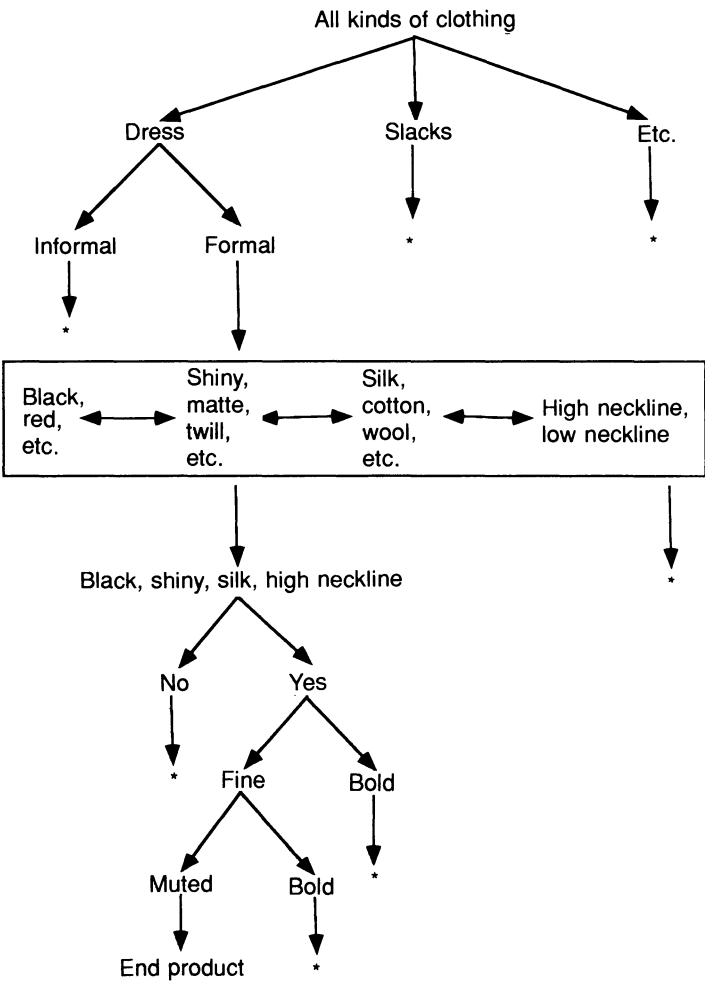 All kinds of clothing
Dress
Slacks
Etc.
Informal
Formal
*
*
*
Black,
red,
etc.
Shiny,
matte,
twill,
etc.
Silk,
cotton,
wool,
etc.
High neckline,
low neckline
Black, shiny, silk, high neckline
*
No
Yes
*
Fine
Bold
*
Muted
Bold
End product
*